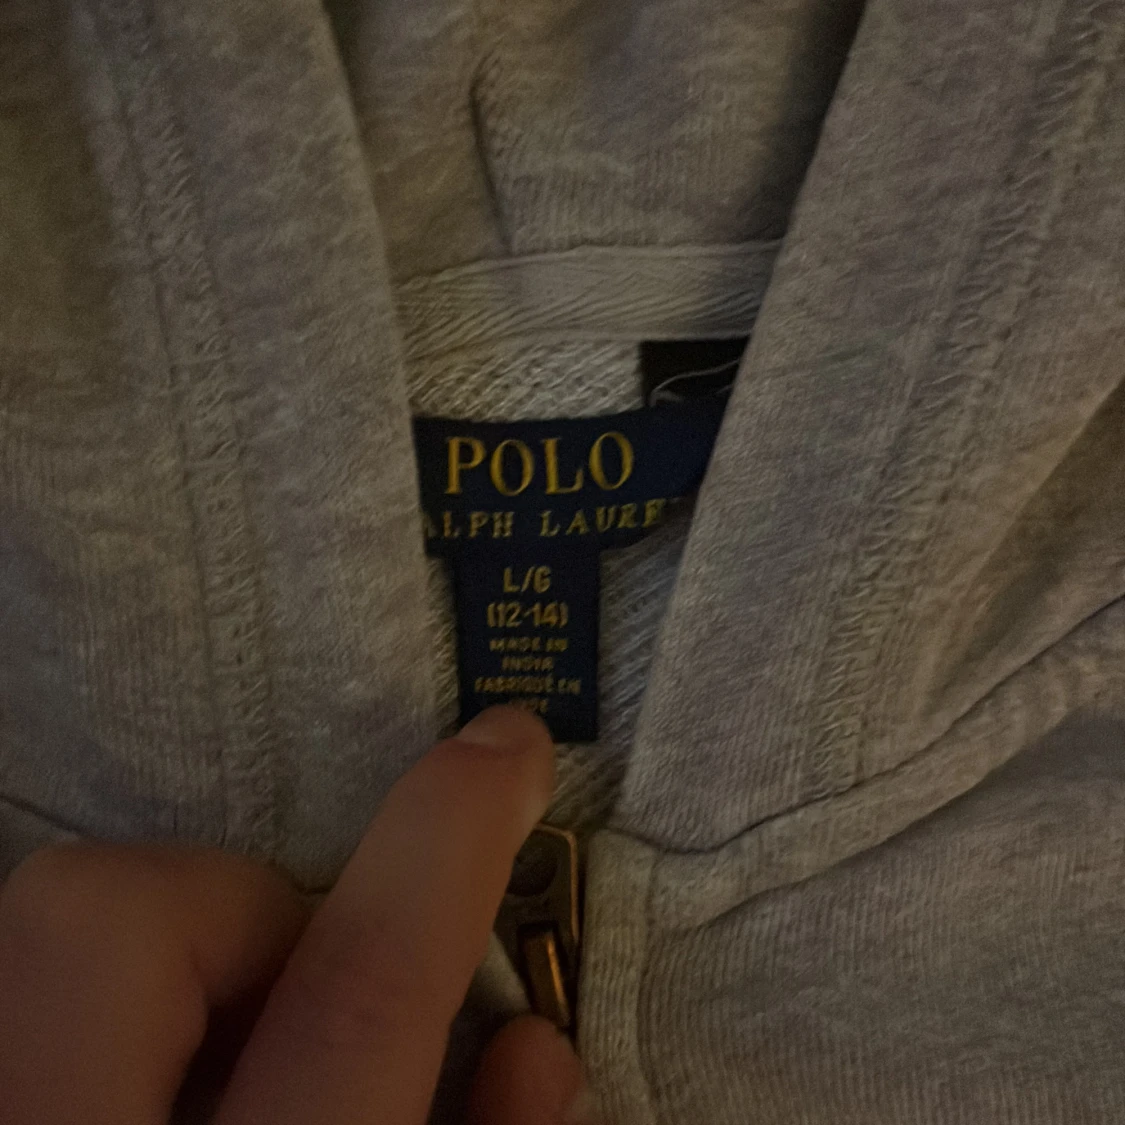 POLO
ALPH LAURE
L/G
(12-14)
MADE IN
INDIA
FABRIQUÉ EN